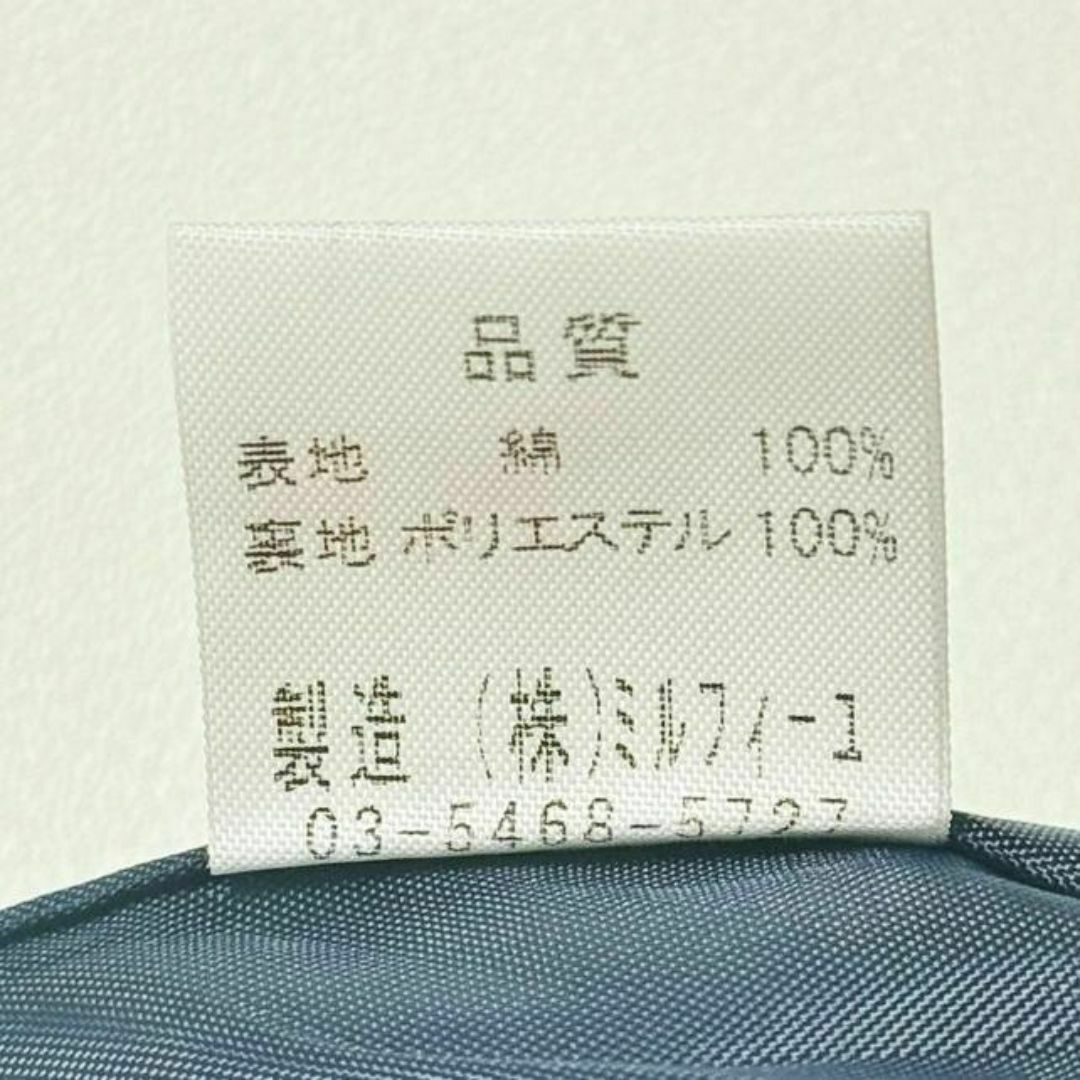 品質
表地 綿 100%
裏地 ポリエステル 100%
製造 (株)ミルフィーユ
03-5468-5727